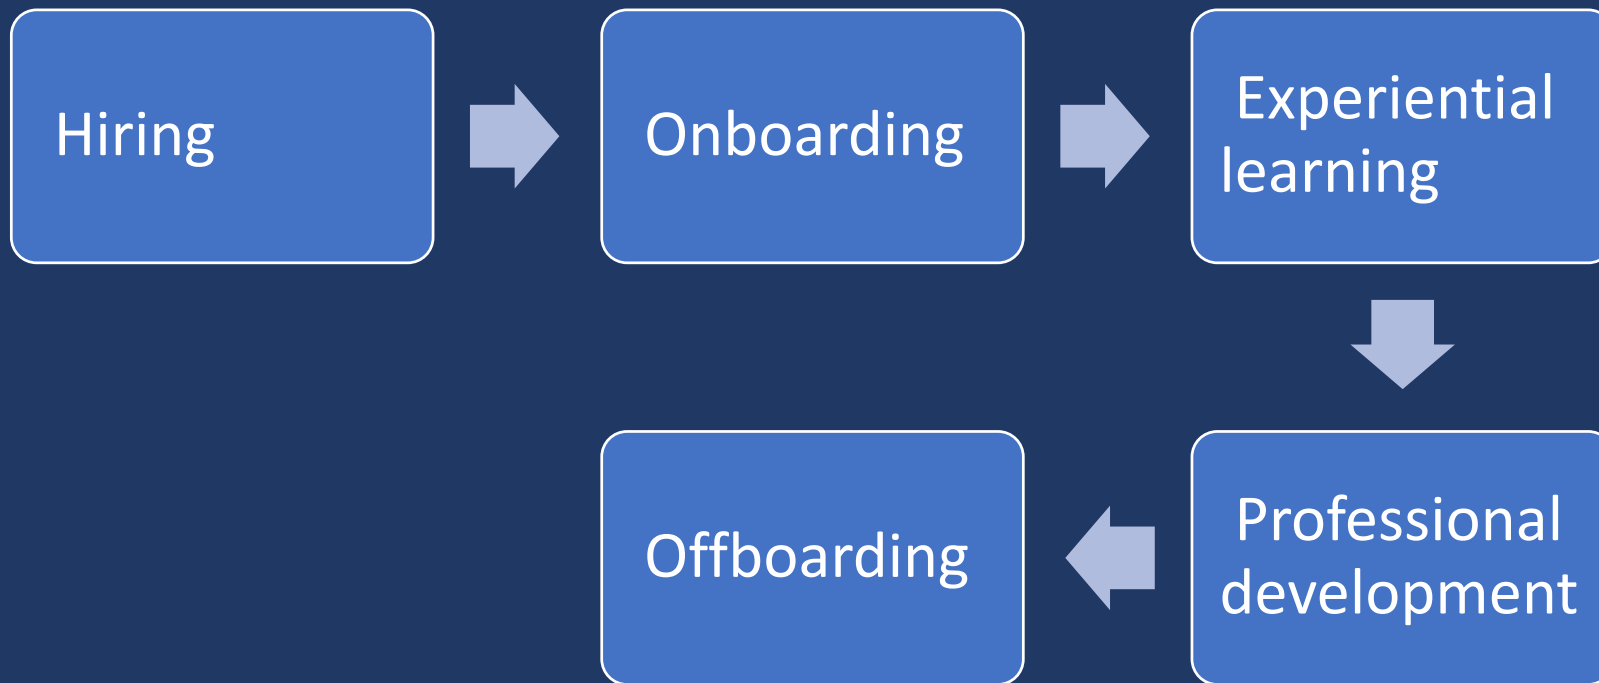 Hiring
Onboarding
Experiential
learning
Professional
development
Offboarding